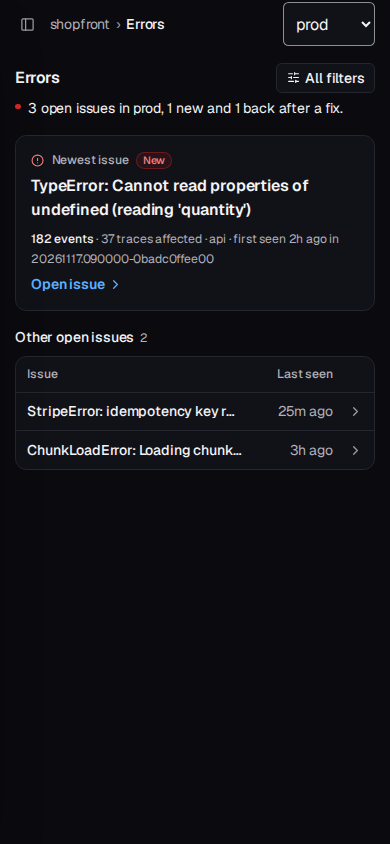 shopfront › Errors
prod
Errors
All filters
3 open issues in prod, 1 new and 1 back after a fix.
Newest issue New
TypeError: Cannot read properties of
undefined (reading 'quantity')
182 events · 37 traces affected · api · first seen 2h ago in
20261117.090000-0badc0ffee00
Open issue
Other open issues 2
Issue Last seen
StripeError: idempotency key r... 25m ago
ChunkLoadError: Loading chunk... 3h ago